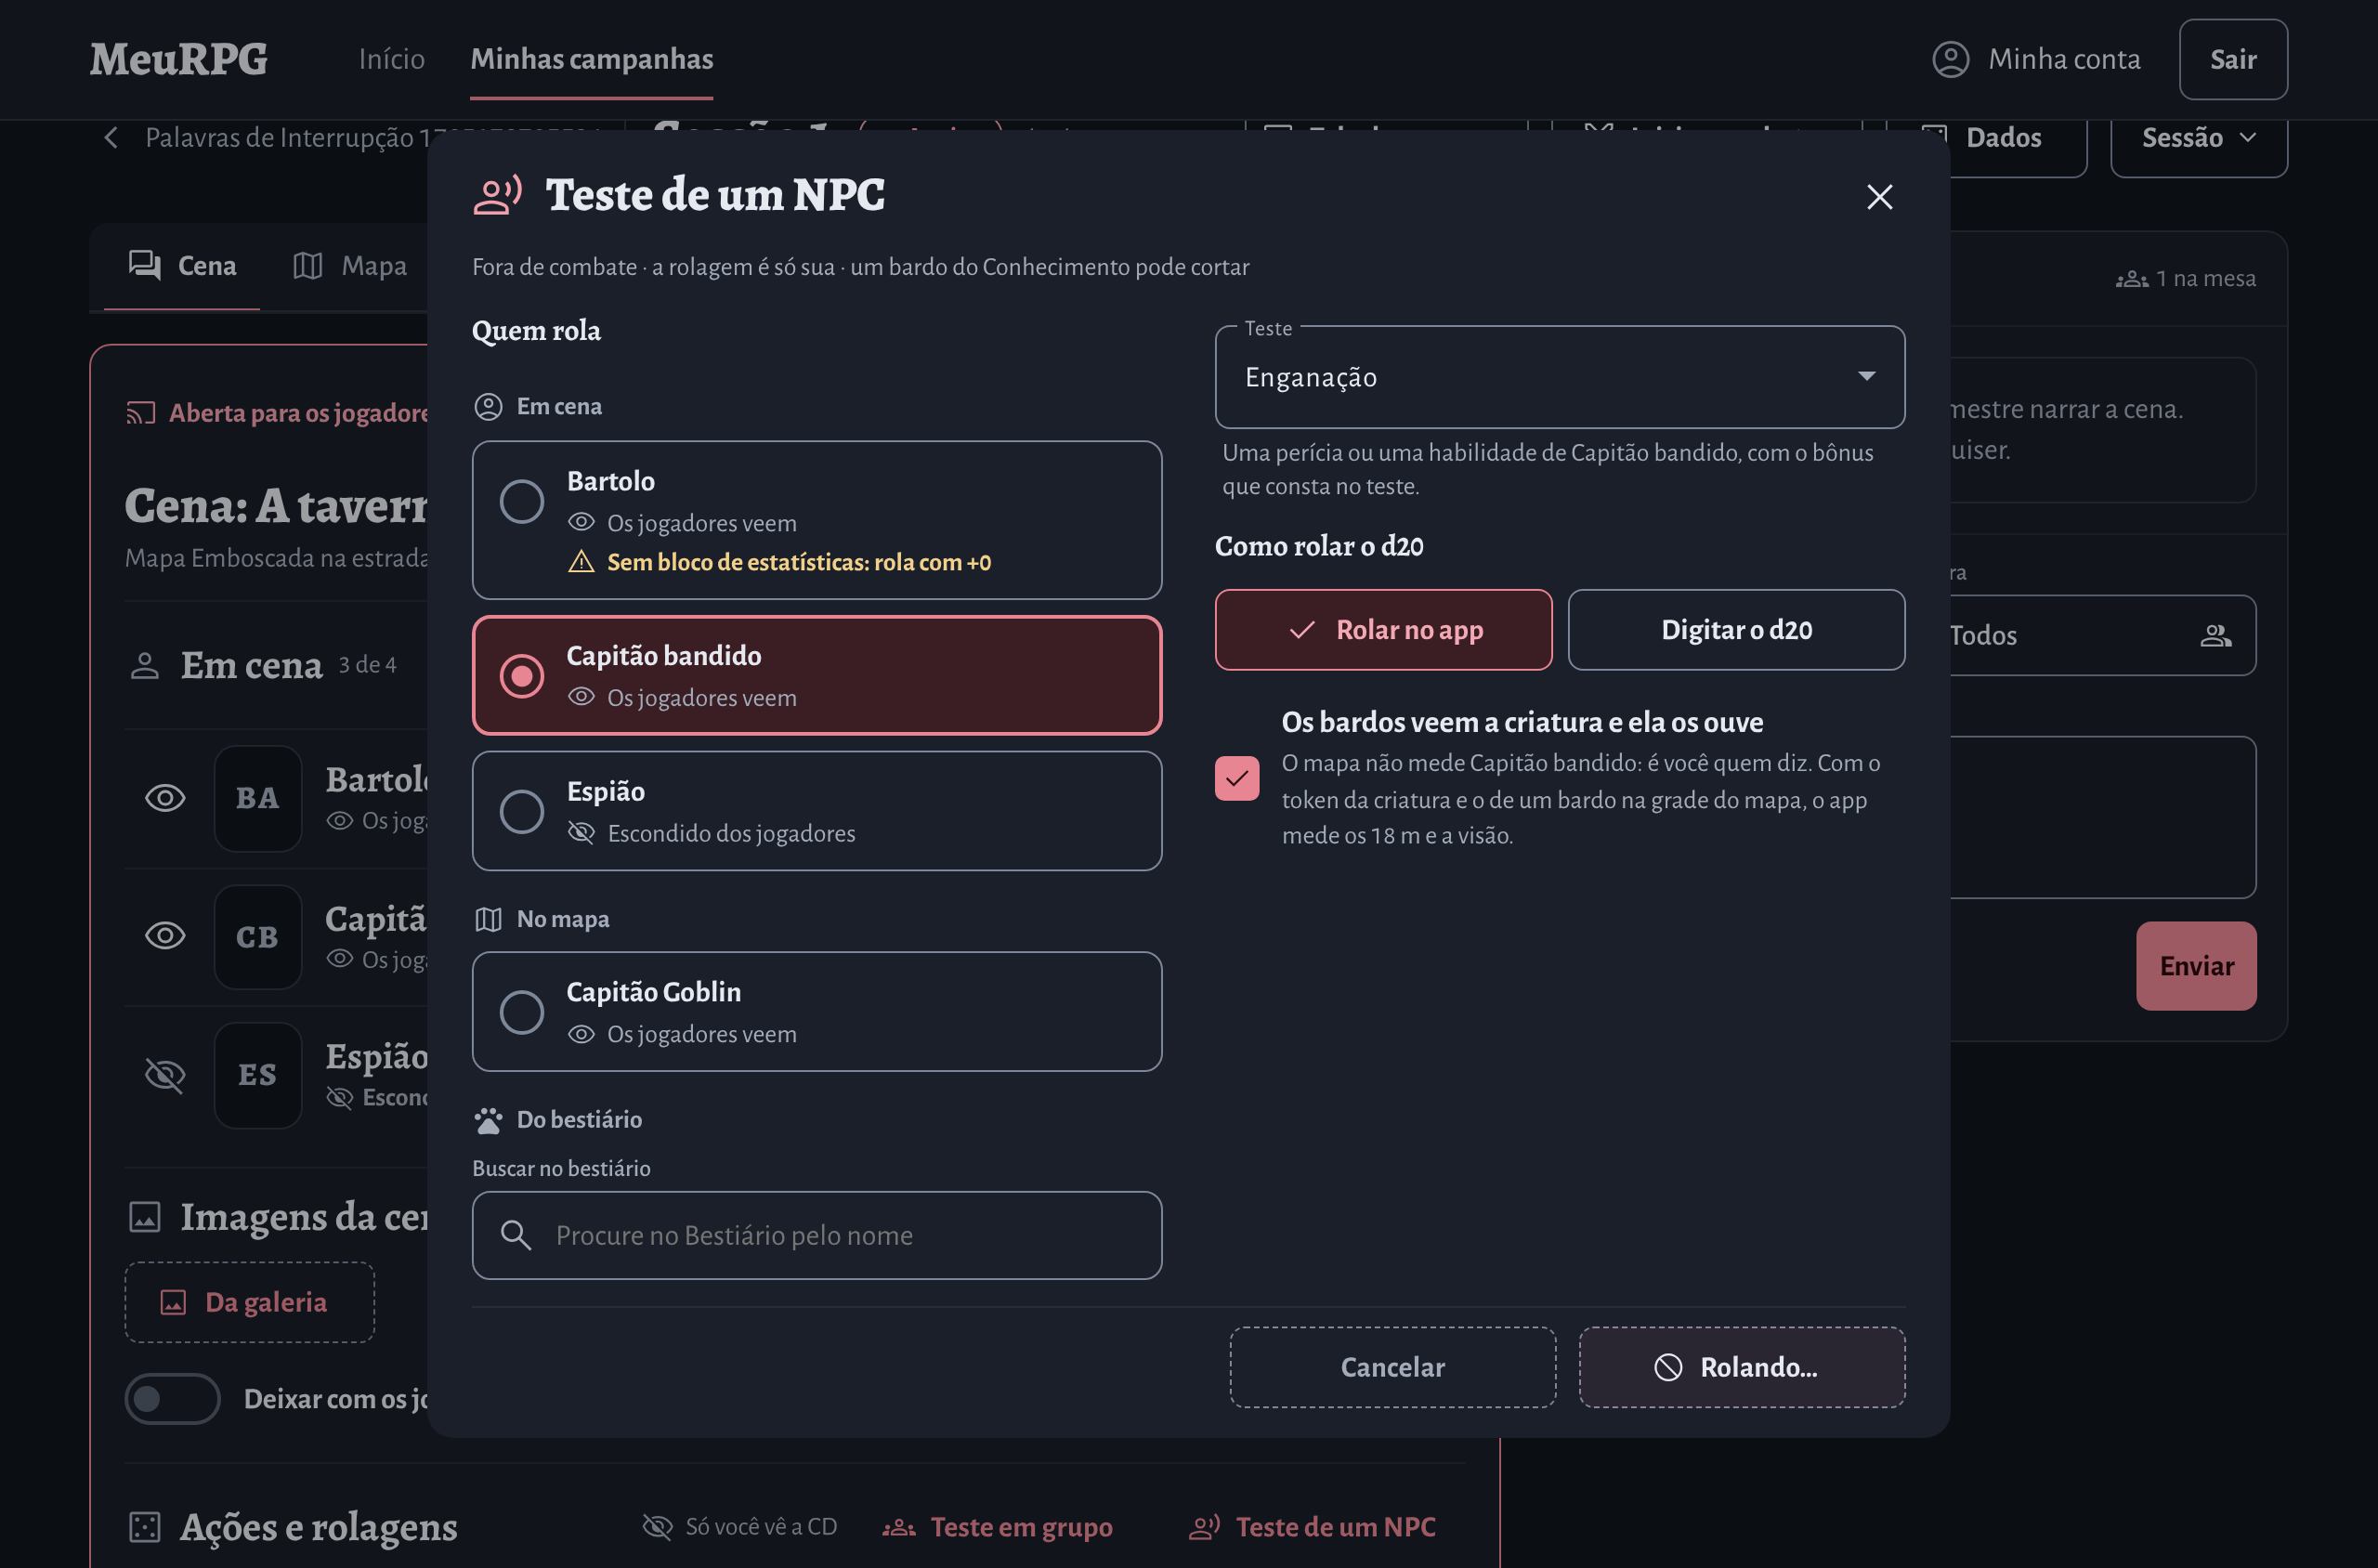 MeuRPG
Início
Minhas campanhas
Minha conta
Sair
Palavras de Interrupção
Dados
Sessão
Cena
Mapa
1 na mesa
Aberta para os
Cena: A
Mapa Emboscada na estrada
Em cena 3 de 4
BA
Os
CB
Os
ES
Espião
Imagens da
Da galeria
Deixar com os
Ações e rolagens
Só você vê a CD
Teste em grupo
Teste de um NPC
Teste de um NPC
Fora de combate · a rolagem é só sua · um bardo do Conhecimento pode cortar
Quem rola
Em cena
Bartolo
Os jogadores veem
Sem bloco de estatísticas: rola com +0
Capitão bandido
Os jogadores veem
Espião
Escondido dos jogadores
No mapa
Capitão Goblin
Os jogadores veem
Do bestiário
Buscar no bestiário
Procure no Bestiário pelo nome
Teste
Enganação
Uma perícia ou uma habilidade de Capitão bandido, com o bônus
que consta no teste.
Como rolar o d20
Rolar no app
Digitar o d20
Os bardos veem a criatura e ela os ouve
O mapa não mede Capitão bandido: é você quem diz. Com o
token da criatura e o de um bardo na grade do mapa, o app
mede os 18 m e a visão.
Cancelar
Rolando...
mestre narrar a cena.
Todos
Enviar